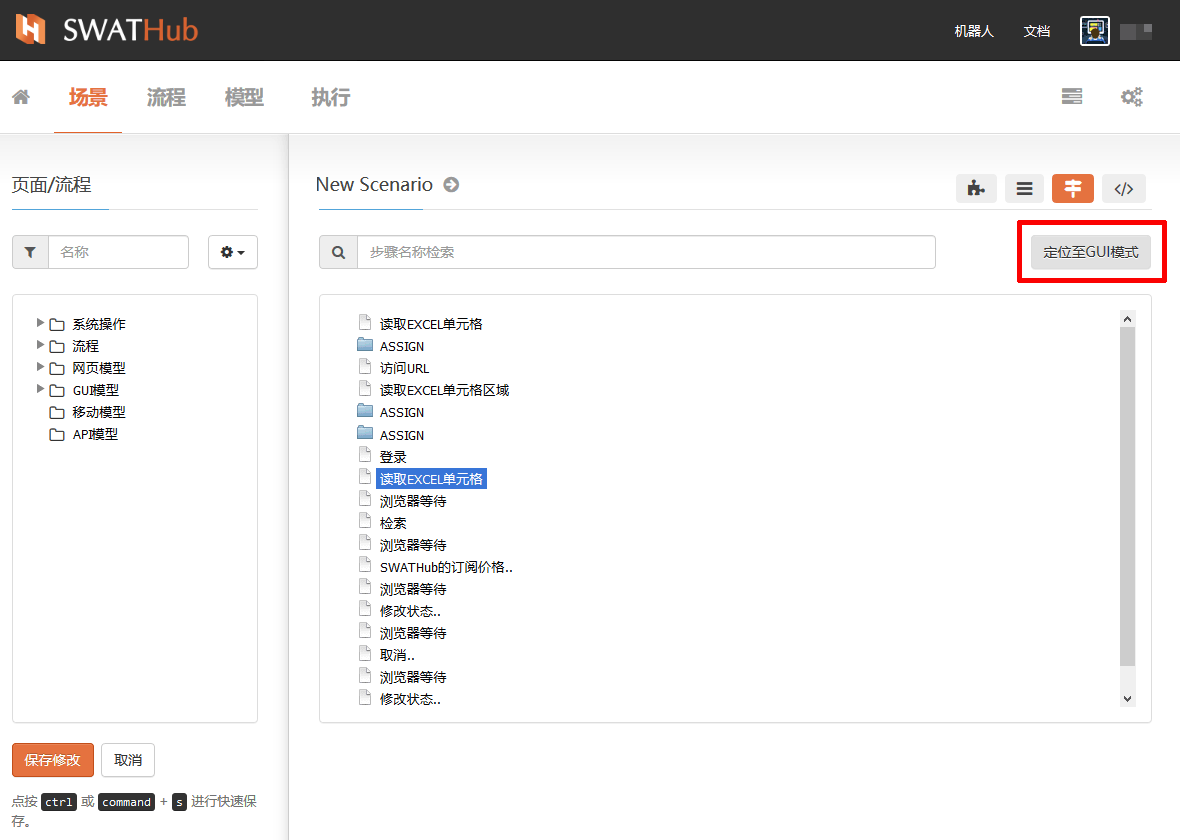 SWATHub
机器人
文档
场景
流程
模型
执行
页面/流程
名称
系统操作
流程
网页模型
GUI模型
移动模型
API模型
保存修改
取消
点按 ctrl 或 command + s 进行快速保
存。
New Scenario
步骤名称检索
定位至GUI模式
读取EXCEL单元格
ASSIGN
访问URL
读取EXCEL单元格区域
ASSIGN
ASSIGN
登录
读取EXCEL单元格
浏览器等待
检索
浏览器等待
SWATHub的订阅价格..
浏览器等待
修改状态..
浏览器等待
取消..
浏览器等待
修改状态..